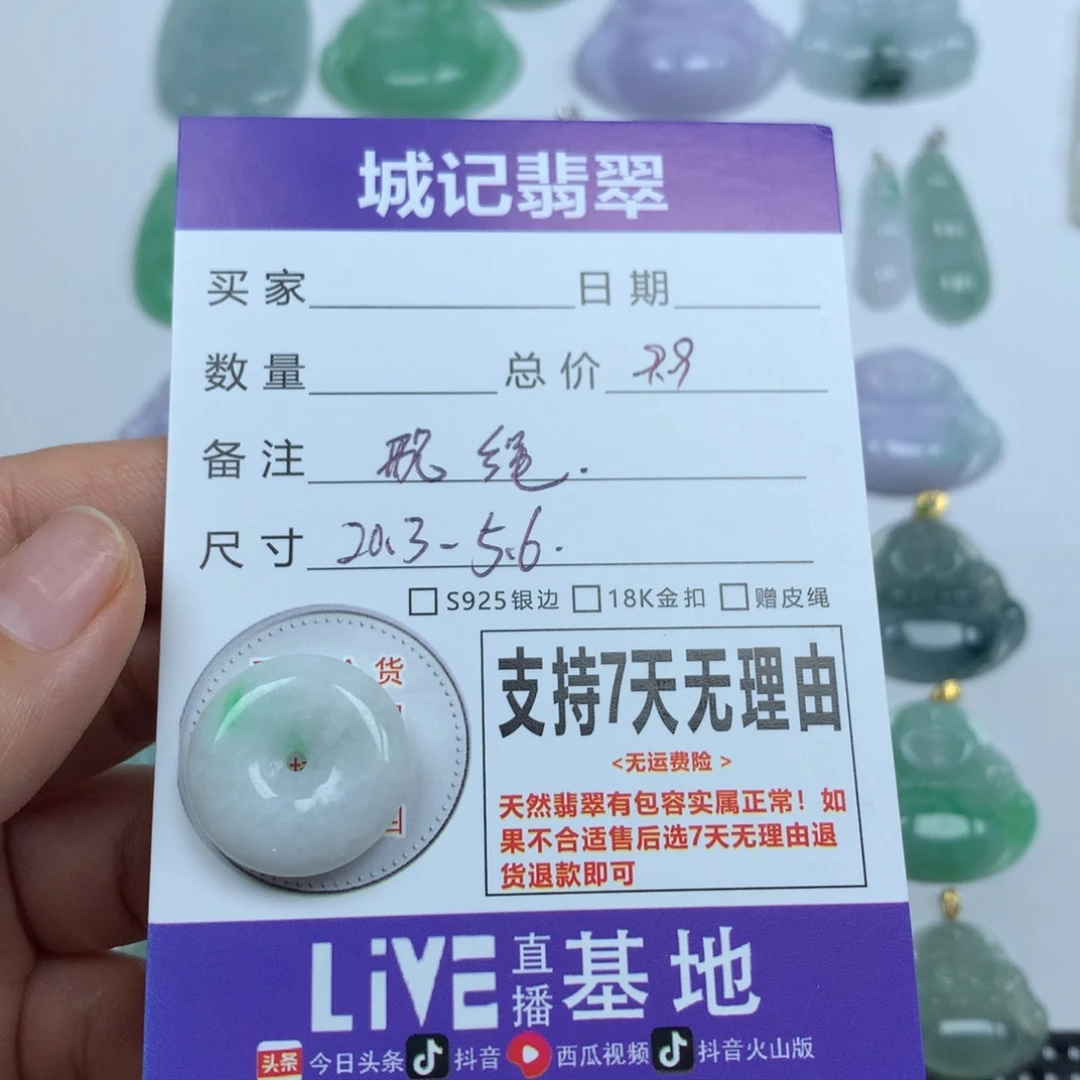 城记翡翠
买家 日期
数量 总价
备注 绳.
尺寸 20.3-5.6.
S925银边 18K金扣 赠皮绳
货
支持7天无理由
<无运费险>
天然翡翠有包容实属正常！如
果不合适售后选7天无理由退
货退款即可
LiVE 直播 基地
头条 今日头条 抖音 西瓜视频 抖音火山版